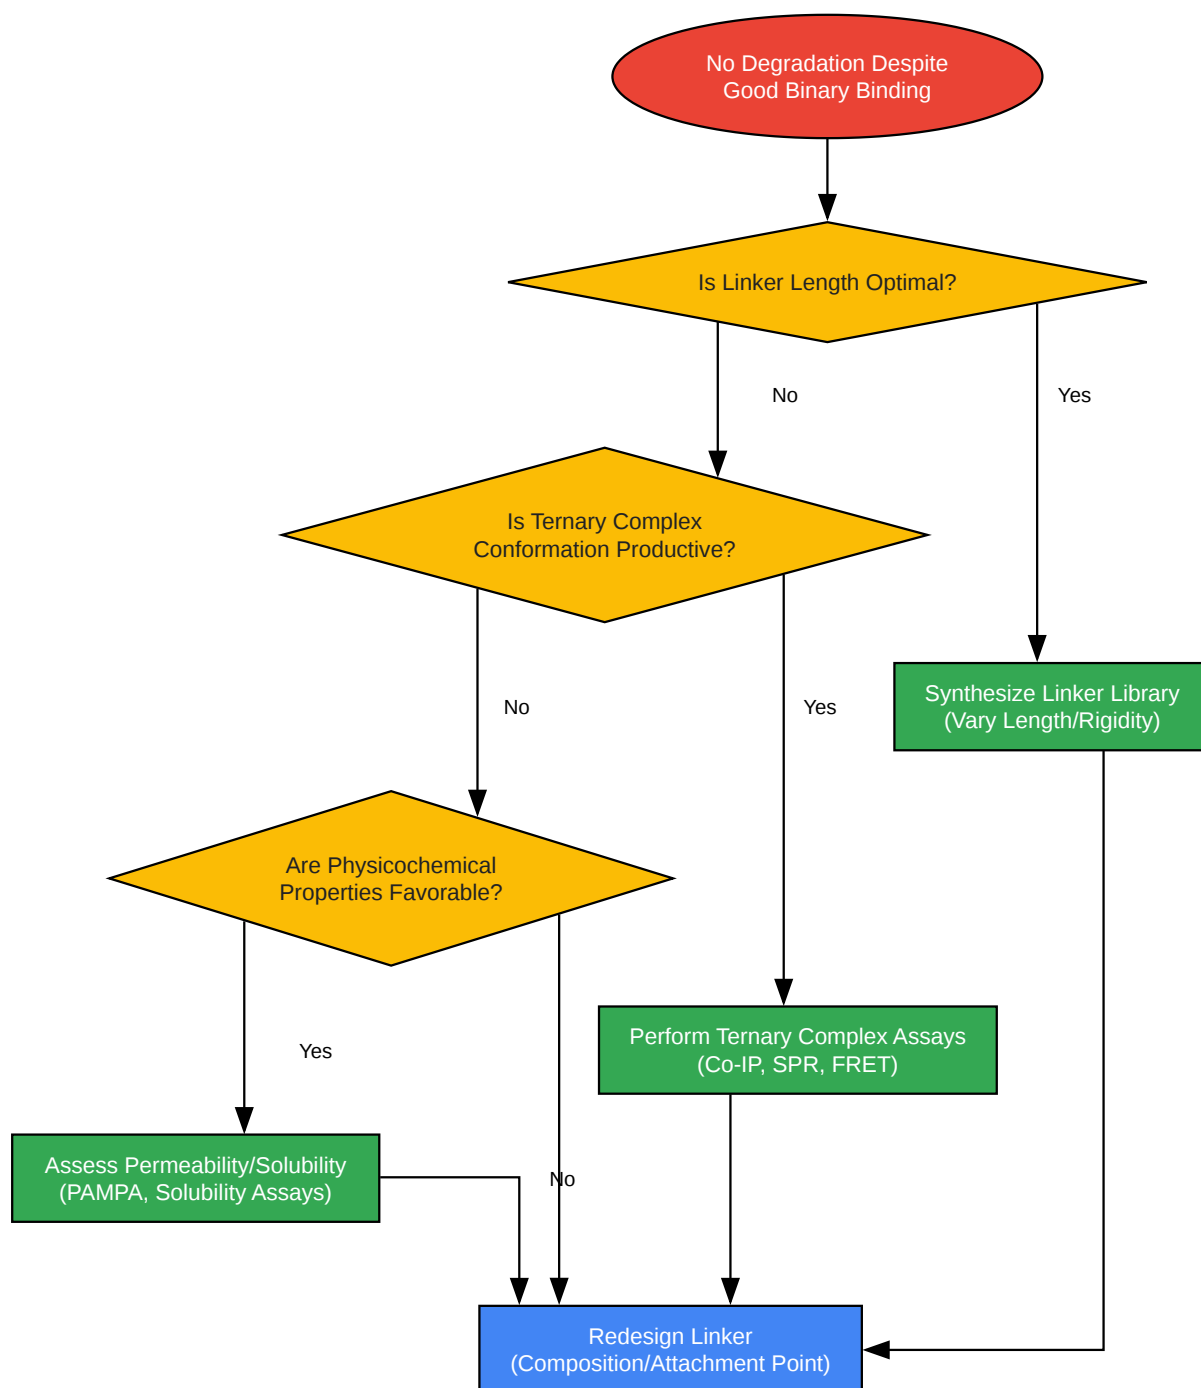 No Degradation Despite
Good Binary Binding
Is Linker Length Optimal?
No
Yes
Is Ternary Complex
Conformation Productive?
Synthesize Linker Library
(Vary Length/Rigidity)
No
Yes
Are Physicochemical
Properties Favorable?
Perform Ternary Complex Assays
(Co-IP, SPR, FRET)
Yes
Assess Permeability/Solubility
(PAMPA, Solubility Assays)
No
Redesign Linker
(Composition/Attachment Point)